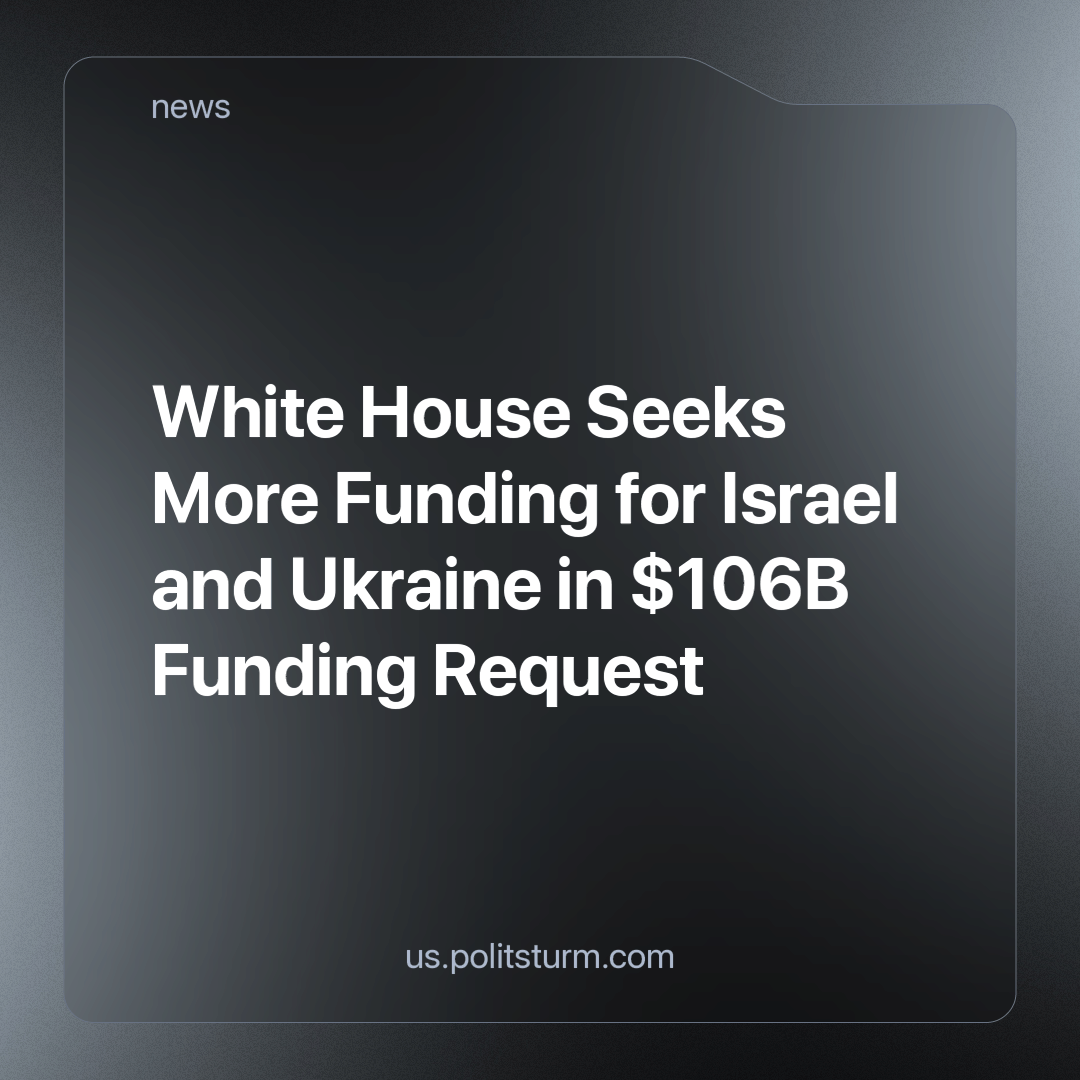 news
White House Seeks
More Funding for Israel
and Ukraine in $106B
Funding Request
us.politsturm.com